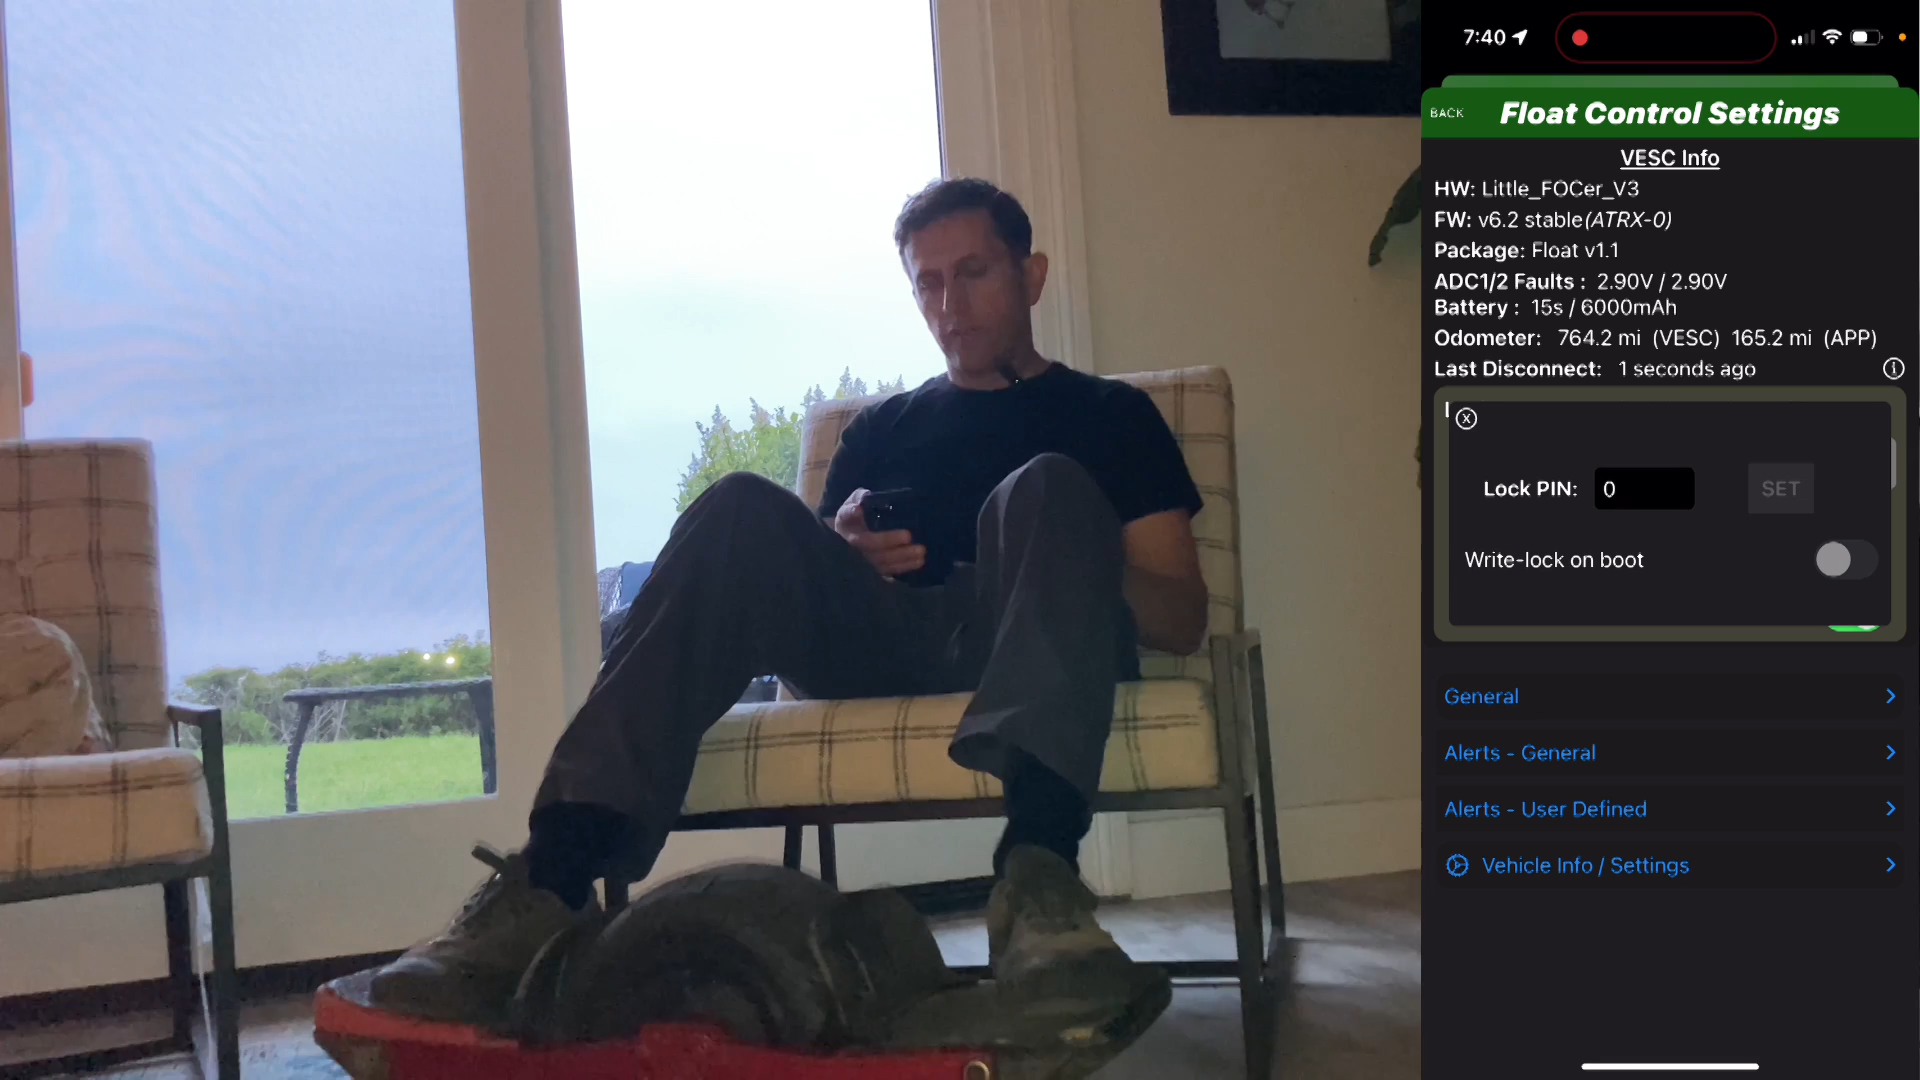 7:40
BACK Float Control Settings
VESC Info
HW: Little_FOCer_V3
FW: v6.2 stable(ATRX-0)
Package: Float v1.1
ADC1/2 Faults : 2.90V / 2.90V
Battery : 15s / 6000mAh
Odometer: 764.2 mi (VESC) 165.2 mi (APP)
Last Disconnect: 1 seconds ago
Lock PIN: 0 SET
Write-lock on boot
General
Alerts - General
Alerts - User Defined
Vehicle Info / Settings